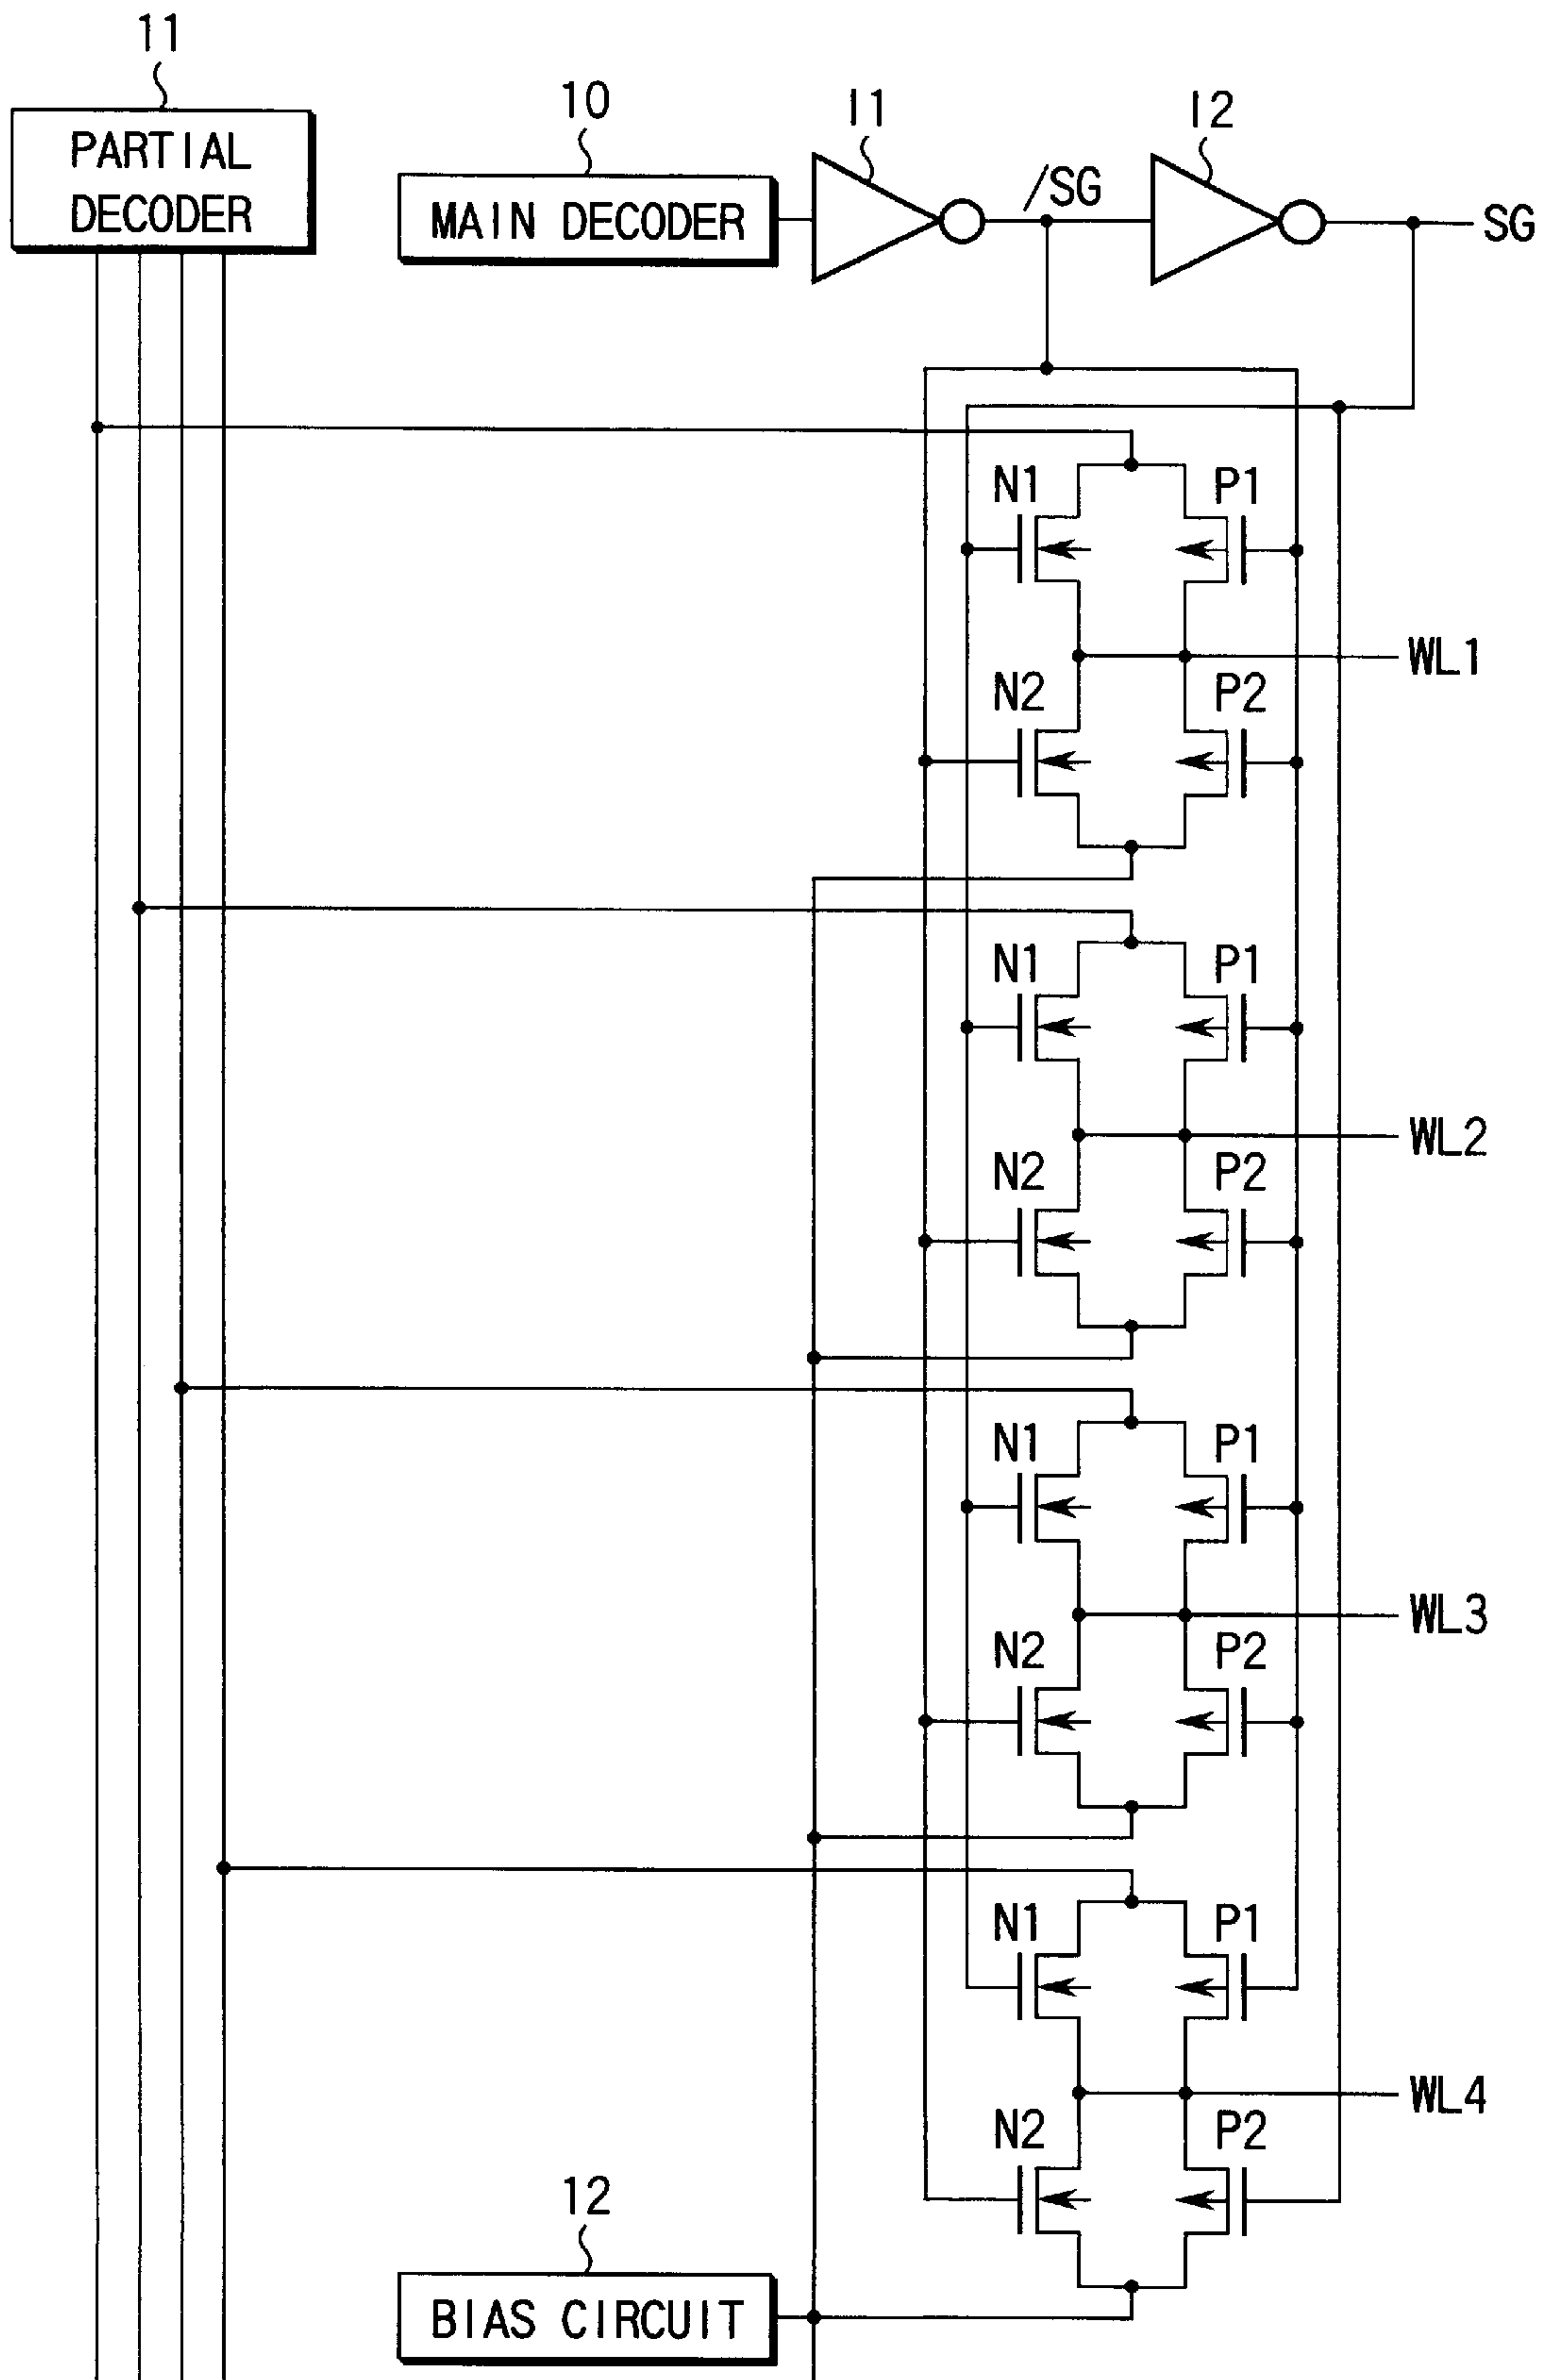 11
PARTIAL
DECODER
10
MAIN DECODER
I1
/SG
I2
SG
N1
P1
WL1
N2
P2
N1
P1
WL2
N2
P2
N1
P1
WL3
N2
P2
N1
P1
WL4
N2
P2
12
BIAS CIRCUIT